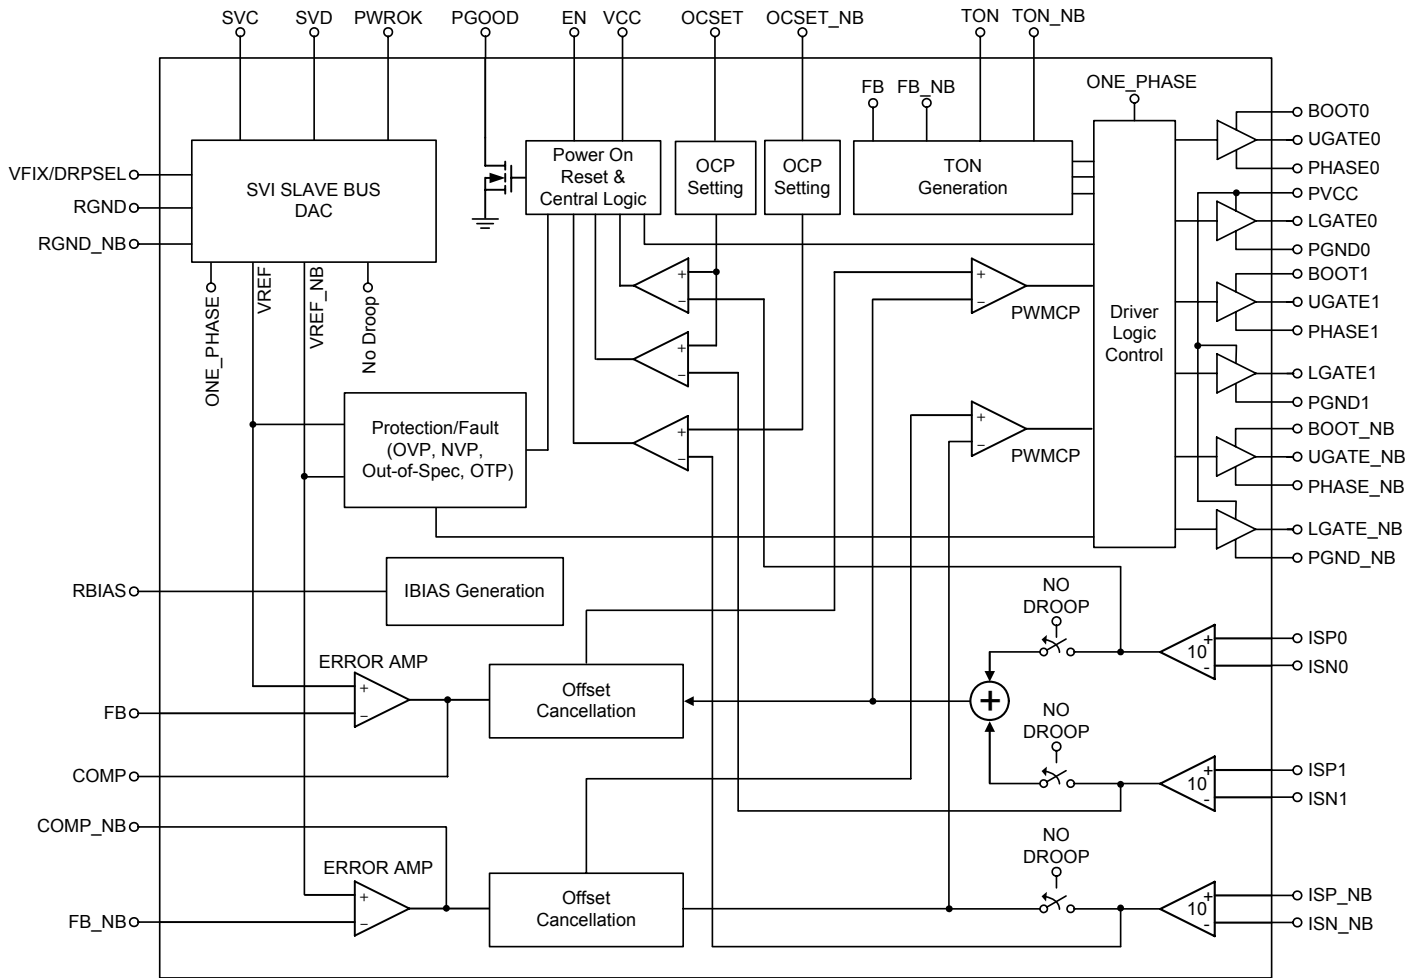 SVC SVD PWROK PGOOD EN VCC OCSET OCSET_NB TON TON_NB
FB FB_NB ONE_PHASE
BOOT0
UGATE0
PHASE0
PVCC
LGATE0
PGND0
BOOT1
UGATE1
PHASE1
LGATE1
PGND1
BOOT_NB
UGATE_NB
PHASE_NB
LGATE_NB
PGND_NB
VFIX/DRPSEL
RGND
RGND_NB
SVI SLAVE BUS
DAC
Power On
Reset &
Central Logic
OCP
Setting
OCP
Setting
TON
Generation
Driver
Logic
Control
ONE_PHASE
VREF
VREF_NB
No Droop
+
−
+
−
+
−
+
−
PWMCP
+
−
PWMCP
Protection/Fault
(OVP, NVP,
Out-of-Spec, OTP)
RBIAS
IBIAS Generation
NO
DROOP
10
+
-
ISP0
ISN0
ERROR AMP
+
−
FB
COMP
Offset
Cancellation
+
NO
DROOP
10
+
-
ISP1
ISN1
COMP_NB
ERROR AMP
+
−
FB_NB
Offset
Cancellation
NO
DROOP
10
+
-
ISP_NB
ISN_NB